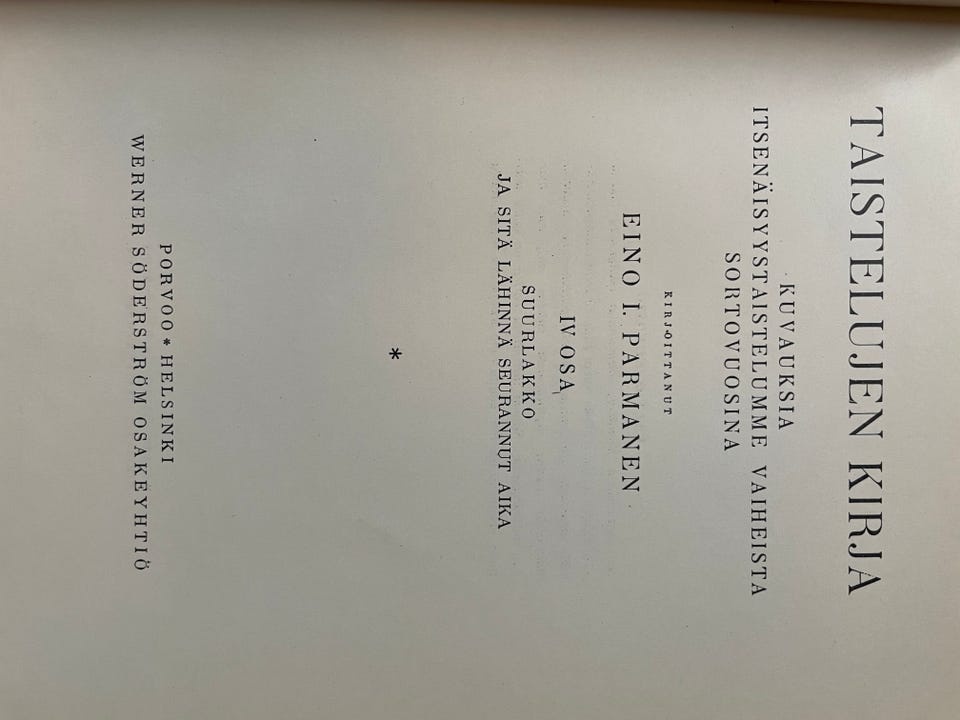 TAISTELUJEN KIRJA
KUVAUKSIA
ITSENÄISYYSTAISTELUMME VAIHEISTA
SORTOVUOSINA
KIRJOITTANUT
EINO I. PARMANEN
IV OSA
SUURLAKKO
JA SITÄ LÄHINNÄ SEURANNUT AIKA
*
PORVOO * HELSINKI
WERNER SÖDERSTRÖM OSAKEYHTIÖ